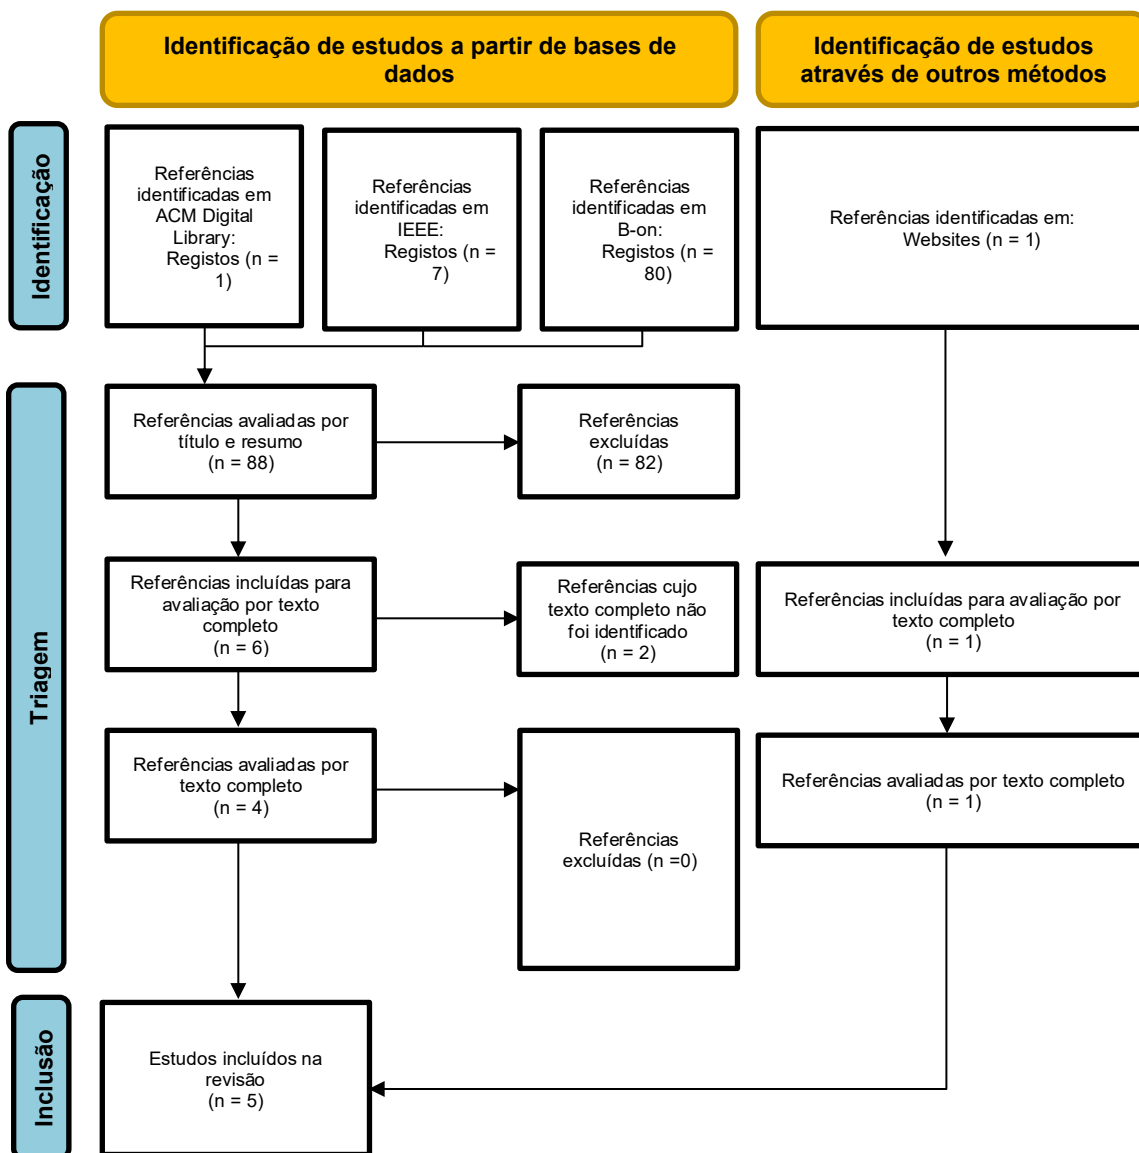 Identificação de estudos a partir de bases de
dados
Identificação de estudos
através de outros métodos
Identificação
Referências
identificadas em
ACM Digital
Library:
Registos (n =
1)
Referências
identificadas em
IEEE:
Registos (n =
7)
Referências
identificadas em
B-on:
Registos (n =
80)
Referências identificadas em:
Websites (n = 1)
Triagem
Referências avaliadas por
título e resumo
(n = 88)
Referências
excluídas
(n = 82)
Referências incluídas para
avaliação por texto
completo
(n = 6)
Referências cujo
texto completo não
foi identificado
(n = 2)
Referências incluídas para avaliação por
texto completo
(n = 1)
Referências avaliadas por
texto completo
(n = 4)
Referências
excluídas (n =0)
Referências avaliadas por texto completo
(n = 1)
Inclusão
Estudos incluídos na
revisão
(n = 5)